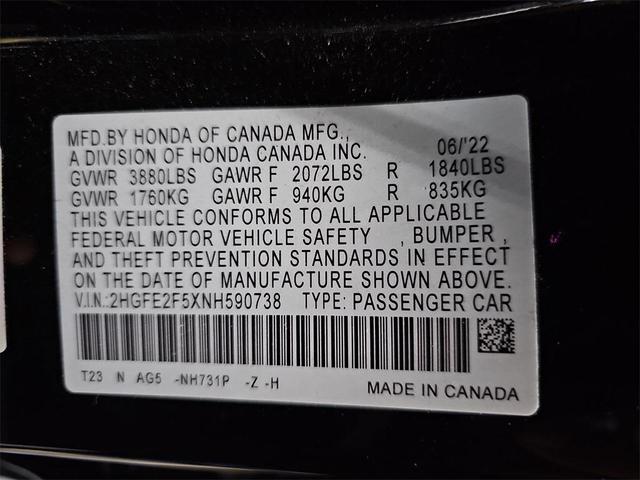 MFD.BY HONDA OF CANADA MFG.,
A DIVISION OF HONDA CANADA INC. 06/'22
GVWR 3880LBS GAWR F 2072LBS R 1840LBS
GVWR 1760KG GAWR F 940KG R 835KG
THIS VEHICLE CONFORMS TO ALL APPLICABLE
FEDERAL MOTOR VEHICLE SAFETY , BUMPER ,
AND THEFT PREVENTION STANDARDS IN EFFECT
ON THE DATE OF MANUFACTURE SHOWN ABOVE.
V.I.N.:2HGFE2F5XNH590738 TYPE: PASSENGER CAR
T23 N AG5 -NH731P -Z -H
MADE IN CANADA